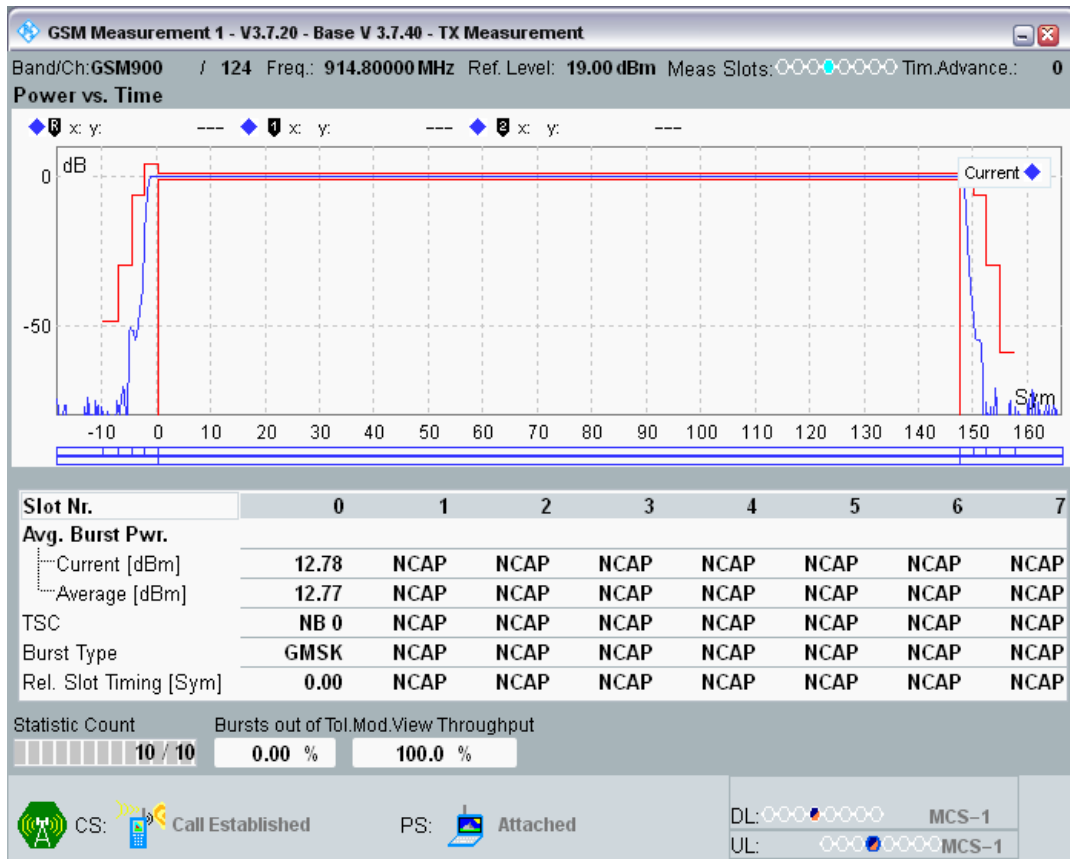 GSM Measurement 1 - V3.7.20 - Base V 3.7.40 - TX Measurement
Band/Ch:GSM900 / 124 Freq.: 914.80000 MHz Ref. Level: 19.00 dBm Meas Slots: Tim.Advance.: 0
Power vs. Time
R x: y: --- 1 x: y: --- 2 x: y: ---
dB
Current
0
-50
Sym
-10 0 10 20 30 40 50 60 70 80 90 100 110 120 130 140 150 160
Slot Nr. 0 1 2 3 4 5 6 7
Avg. Burst Pwr.
Current [dBm] 12.78 NCAP NCAP NCAP NCAP NCAP NCAP NCAP
Average [dBm] 12.77 NCAP NCAP NCAP NCAP NCAP NCAP NCAP
TSC NB 0 NCAP NCAP NCAP NCAP NCAP NCAP NCAP
Burst Type GMSK NCAP NCAP NCAP NCAP NCAP NCAP NCAP
Rel. Slot Timing [Sym] 0.00 NCAP NCAP NCAP NCAP NCAP NCAP NCAP
Statistic Count Bursts out of Tol.Mod.View Throughput
10 / 10 0.00 % 100.0 %
CS: Call Established PS: Attached DL: MCS-1
UL: MCS-1